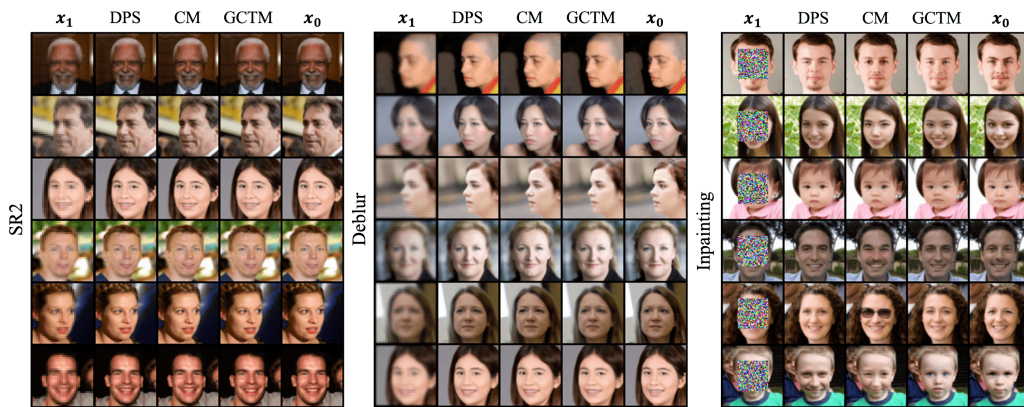 x₁ DPS CM GCTM x₀
SR2
x₁ DPS CM GCTM x₀
Deblur
x₁ DPS CM GCTM x₀
Inpainting